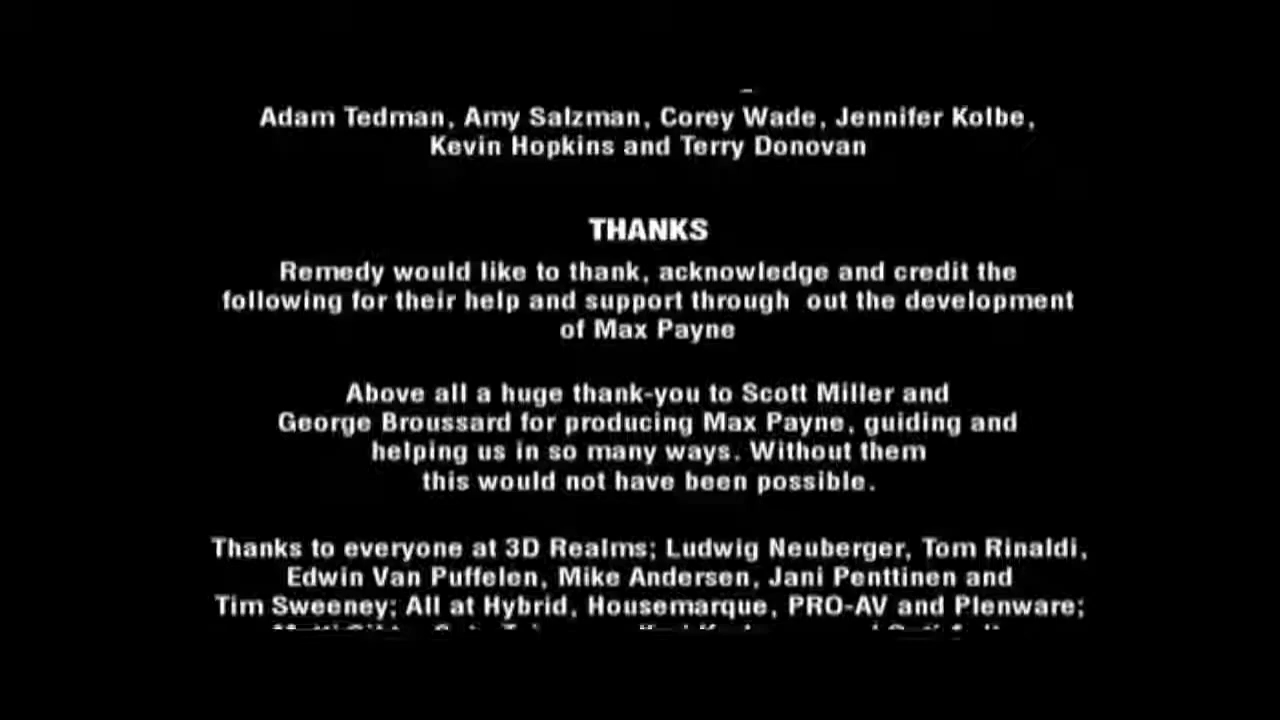 Adam Tedman, Amy Salzman, Corey Wade, Jennifer Kolbe,
Kevin Hopkins and Terry Donovan
THANKS
Remedy would like to thank, acknowledge and credit the
following for their help and support through  out the development
of Max Payne
Above all a huge thank-you to Scott Miller and
George Broussard for producing Max Payne, guiding and
helping us in so many ways. Without them
this would not have been possible.
Thanks to everyone at 3D Realms; Ludwig Neuberger, Tom Rinaldi,
Edwin Van Puffelen, Mike Andersen, Jani Penttinen and
Tim Sweeney; All at Hybrid, Housemarque, PRO-AV and Plenware;